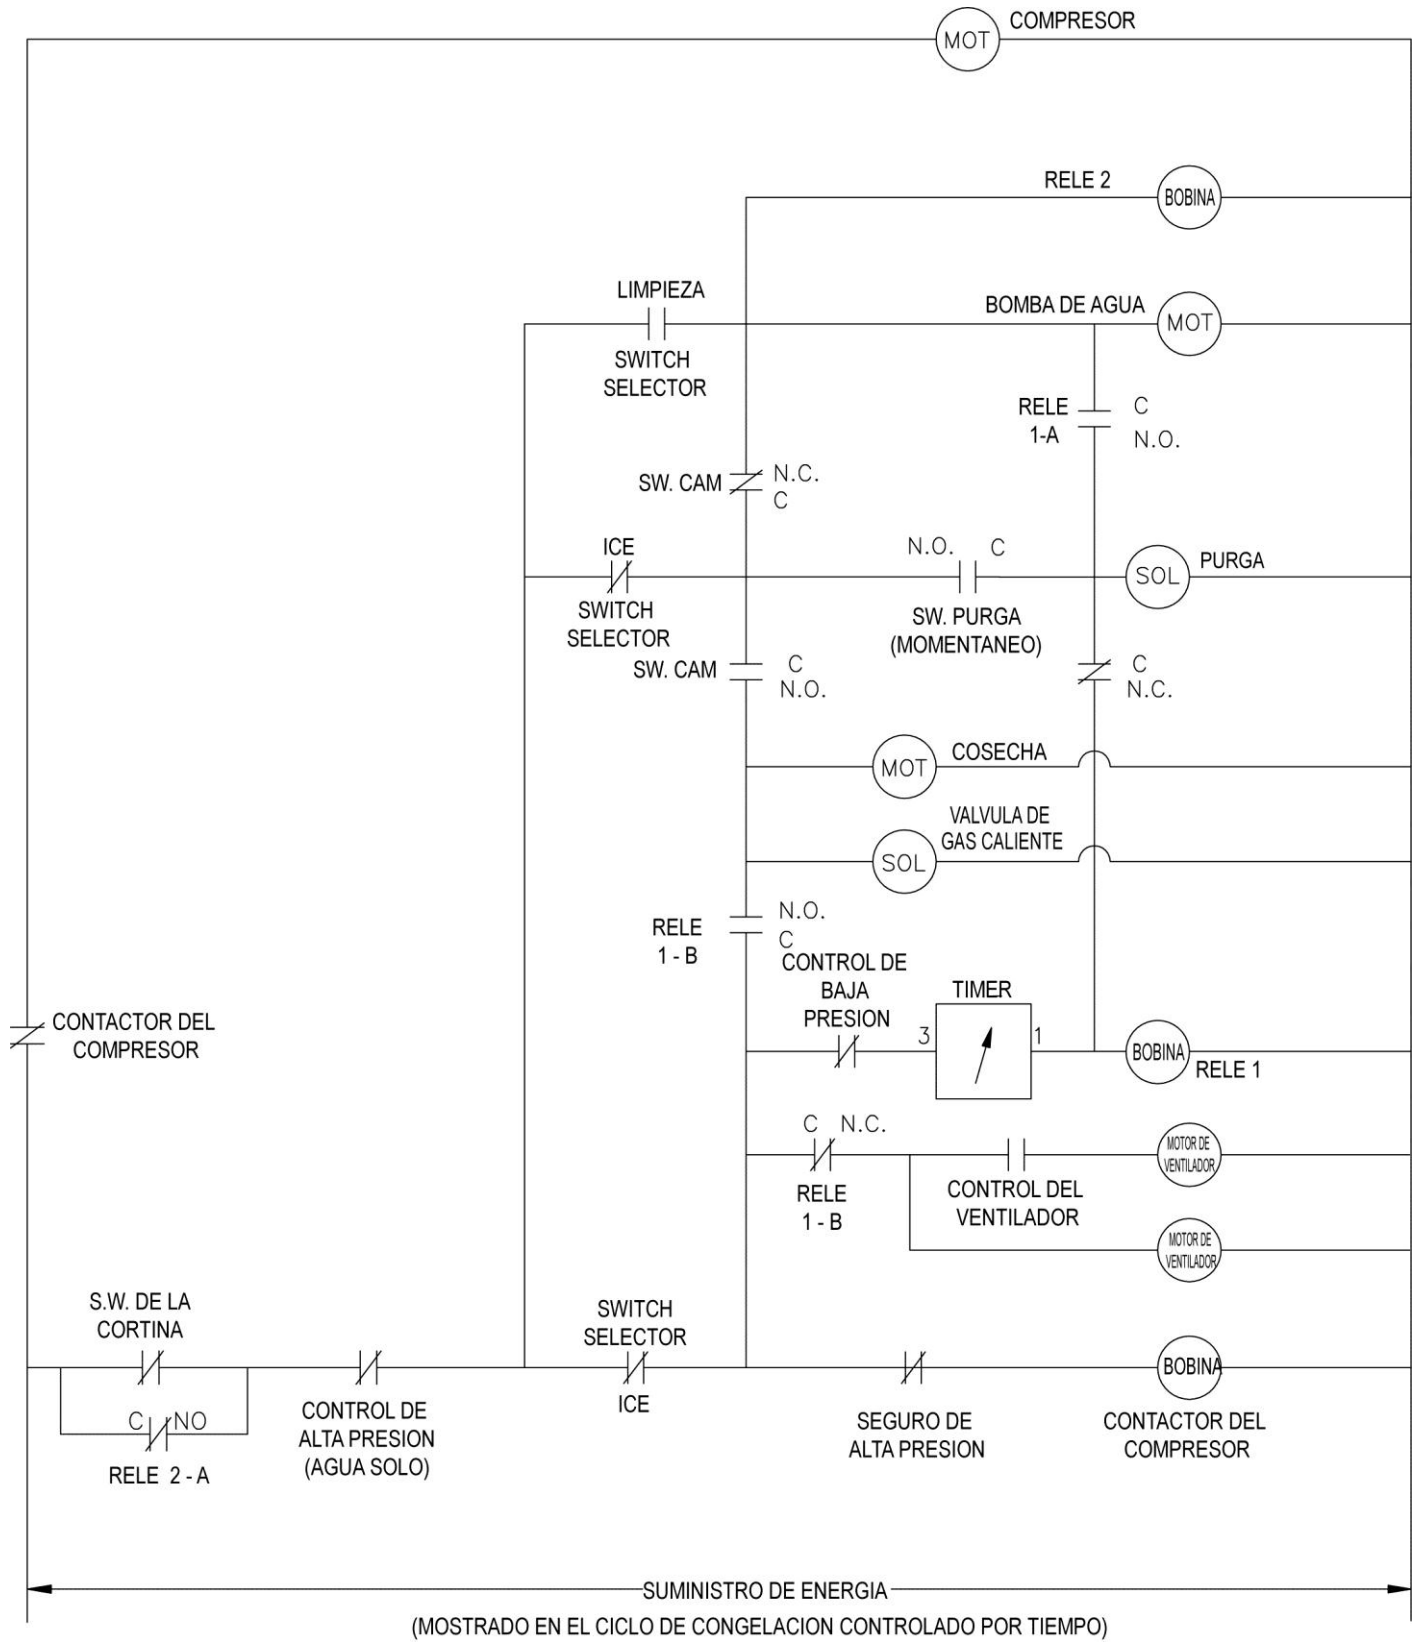 COMPRESOR
MOT
RELE 2
BOBINA
LIMPIEZA
SWITCH
SELECTOR
BOMBA DE AGUA
MOT
RELE
1-A
C
N.O.
SW. CAM
N.C.
C
ICE
SWITCH
SELECTOR
N.O. C
SW. PURGA
(MOMENTANEO)
SOL
PURGA
SW. CAM
C
N.O.
C
N.C.
MOT
COSECHA
VALVULA DE
GAS CALIENTE
SOL
RELE
1 - B
N.O.
C
CONTROL DE
BAJA
PRESION
TIMER
3
1
BOBINA
RELE 1
CONTACTOR DEL
COMPRESOR
C N.C.
RELE
1 - B
CONTROL DEL
VENTILADOR
MOTOR DE
VENTILADOR
MOTOR DE
VENTILADOR
S.W. DE LA
CORTINA
C NO
RELE 2 - A
CONTROL DE
ALTA PRESION
(AGUA SOLO)
SWITCH
SELECTOR
ICE
SEGURO DE
ALTA PRESION
BOBINA
CONTACTOR DEL
COMPRESOR
SUMINISTRO DE ENERGIA
(MOSTRADO EN EL CICLO DE CONGELACION CONTROLADO POR TIEMPO)